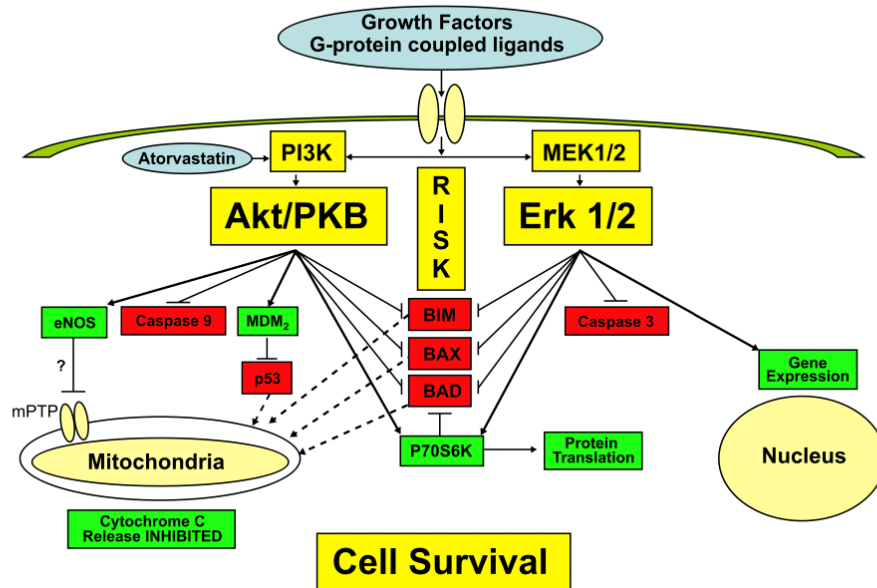 Growth Factors
G-protein coupled ligands
Atorvastatin
PI3K
MEK1/2
Akt/PKB
R
I
S
K
Erk 1/2
eNOS
Caspase 9
MDM₂
BIM
Caspase 3
?
p53
BAX
Gene
Expression
mPTP
BAD
Mitochondria
P70S6K
Protein
Translation
Nucleus
Cytochrome C
Release INHIBITED
Cell Survival